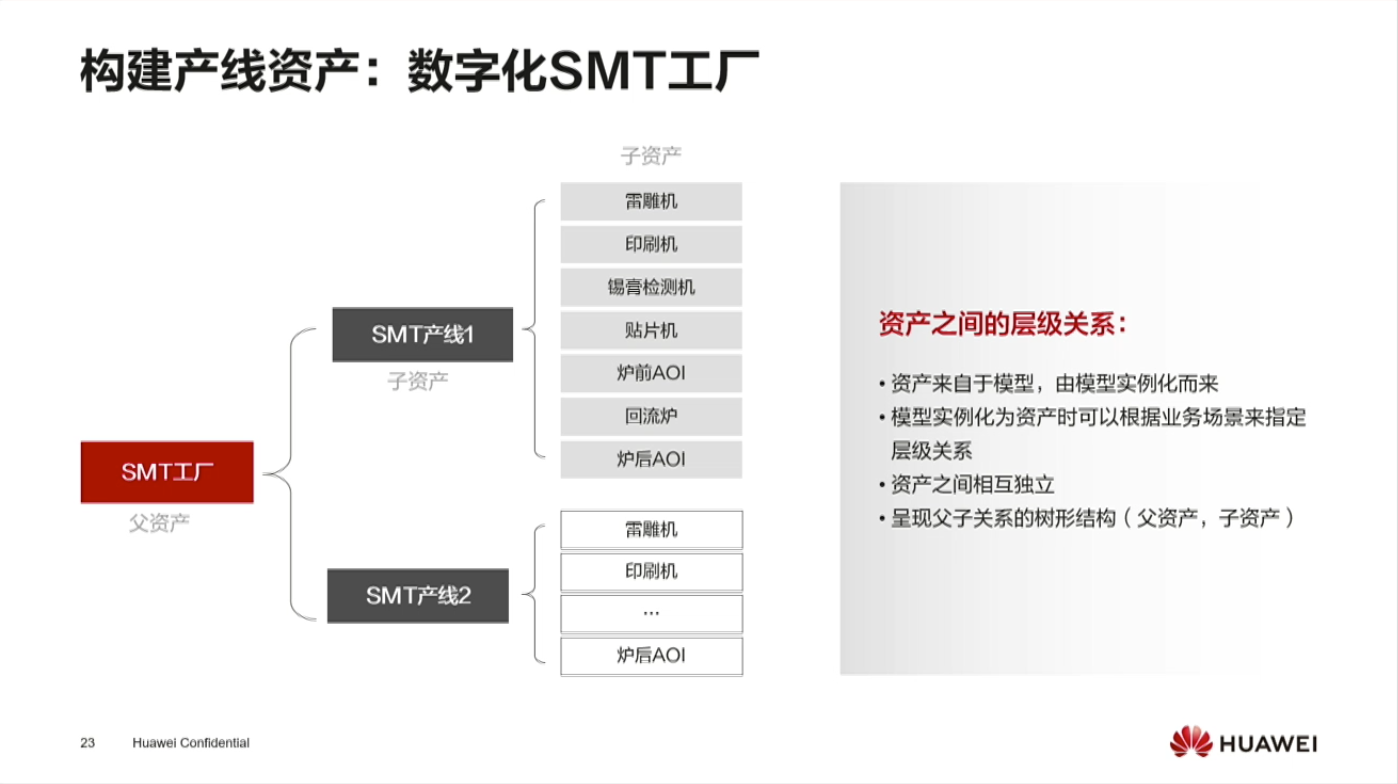 构建产线资产：数字化SMT工厂
子资产
雷雕机
印刷机
锡膏检测机
贴片机
炉前AOI
回流炉
炉后AOI
SMT产线1
子资产
SMT工厂
父资产
SMT产线2
雷雕机
印刷机
…
炉后AOI
资产之间的层级关系：
• 资产来自于模型，由模型实例化而来
• 模型实例化为资产时可以根据业务场景来指定
层级关系
• 资产之间相互独立
• 呈现父子关系的树形结构（父资产，子资产）
23 Huawei Confidential
HUAWEI